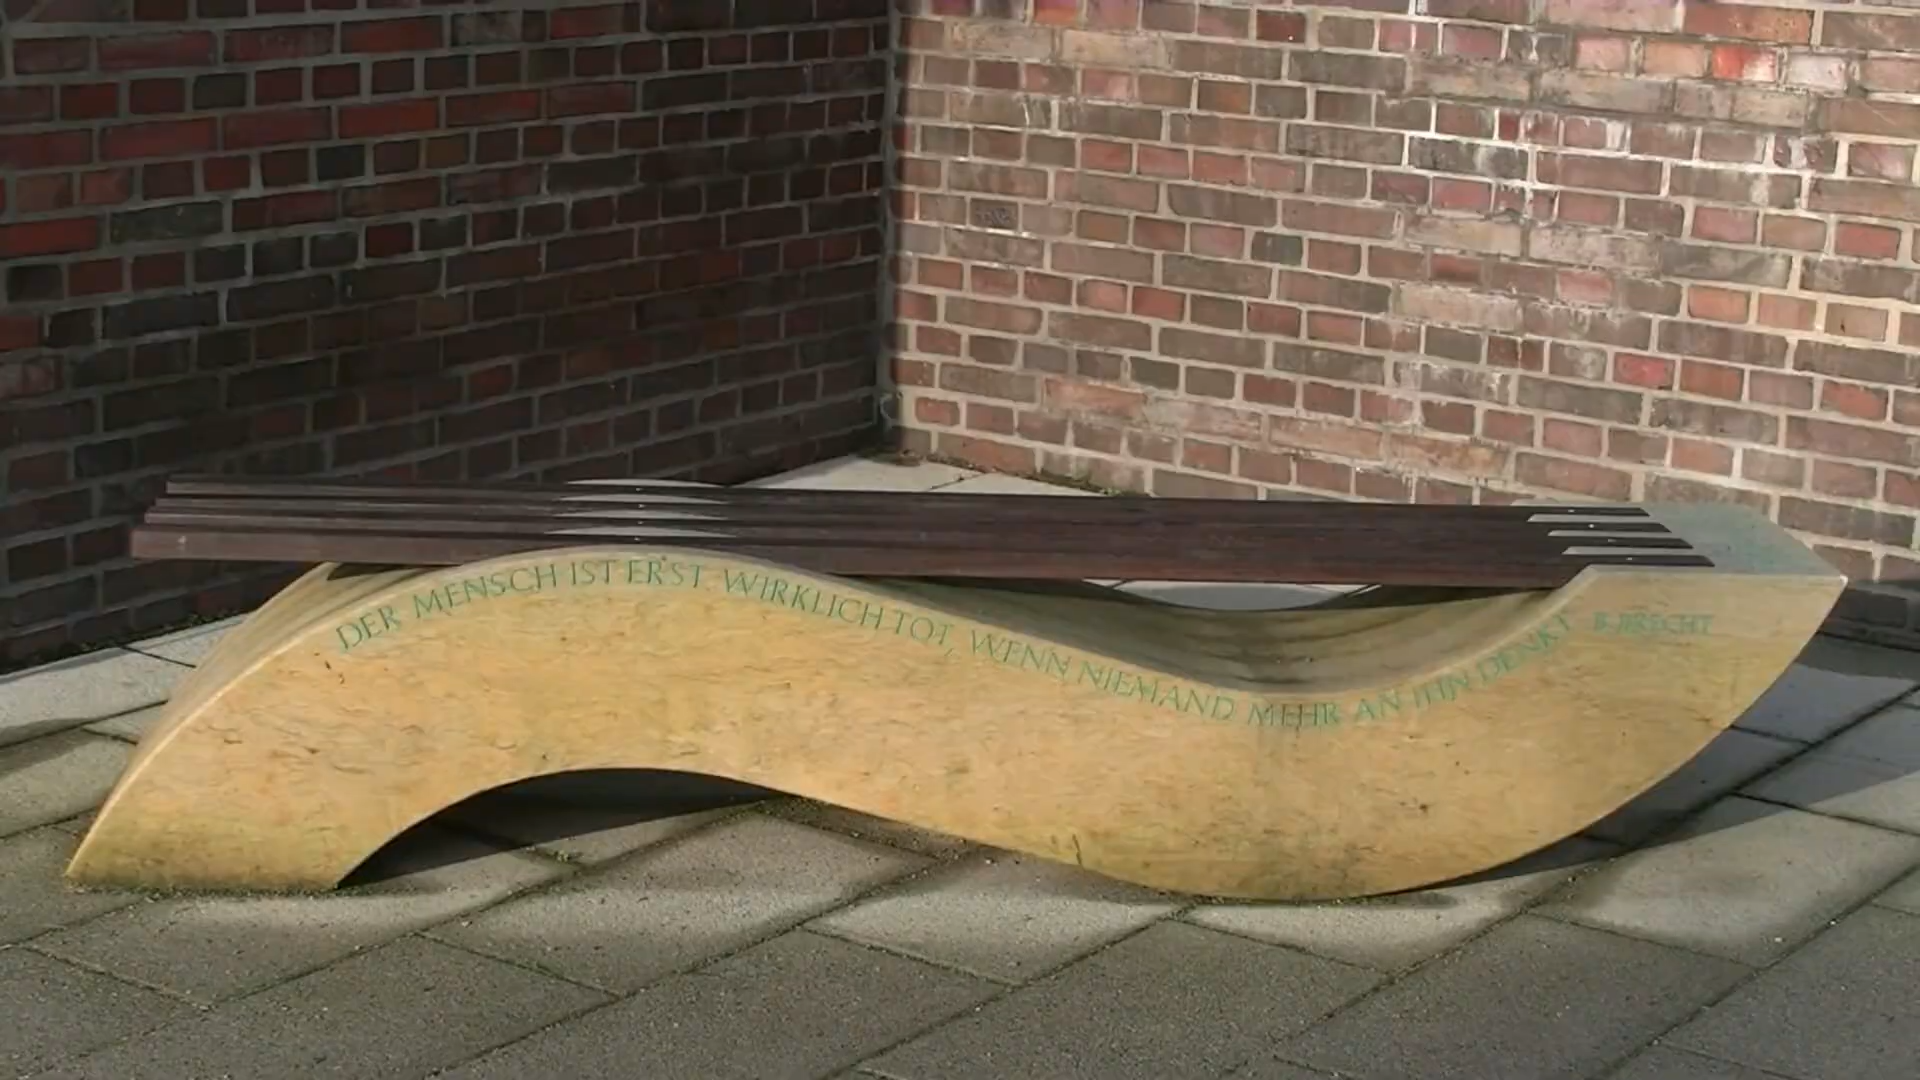 DER MENSCH IST ERST WIRKLICH TOT, WENN NIEMAND MEHR AN IHN DENKT
B. BRECHT